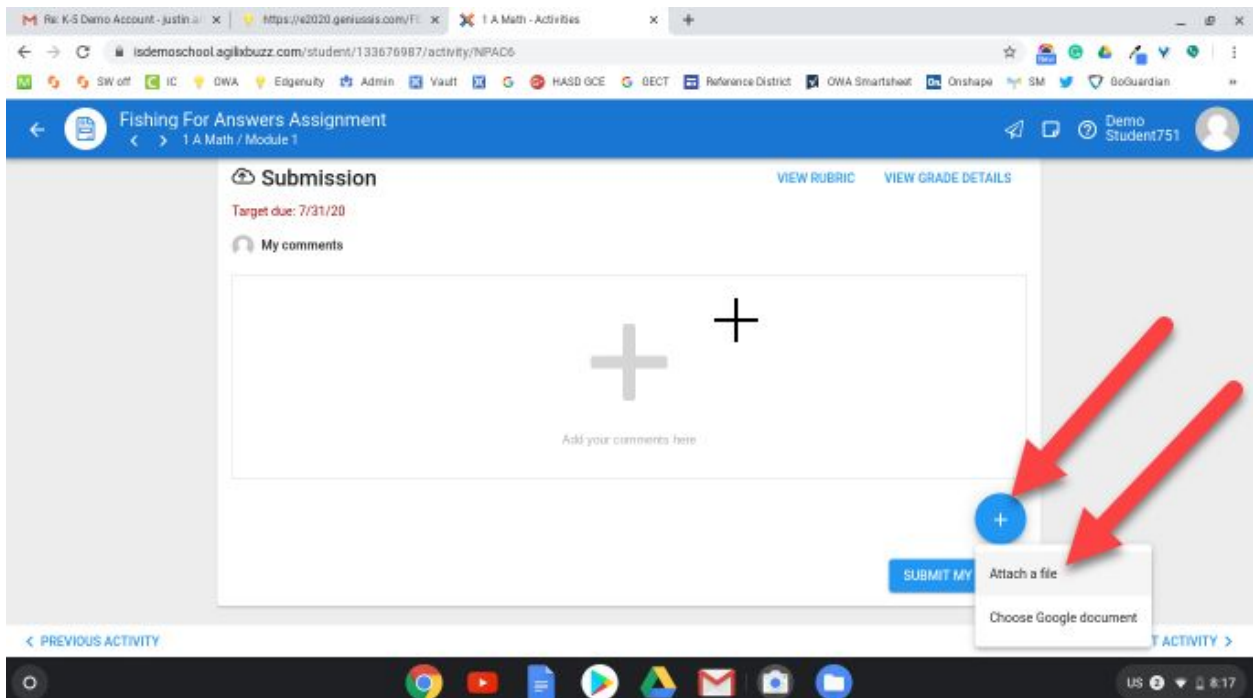 Re: K-5 Demo Account - justin.a
https://e2020.geniussis.com/FE
1 A Math - Activities
isdemoschool.agilixbuzz.com/student/133676987/activity/NPAC6
SW off IC OWA Edgenuity Admin Vault HASD GCE GECT Reference District OWA Smartsheet Onshape SM GoGuardian
Fishing For Answers Assignment
1 A Math / Module 1
Demo
Student751
Submission
VIEW RUBRIC VIEW GRADE DETAILS
Target due: 7/31/20
My comments
Add your comments here
SUBMIT MY
Attach a file
Choose Google document
PREVIOUS ACTIVITY
T ACTIVITY
US 2 8:17